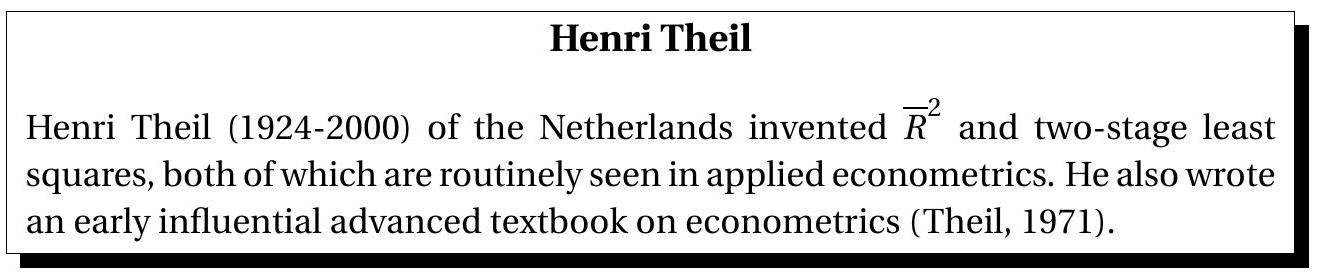 Henri Theil
Henri Theil (1924-2000) of the Netherlands invented R̅² and two-stage least
squares, both of which are routinely seen in applied econometrics. He also wrote
an early influential advanced textbook on econometrics (Theil, 1971).